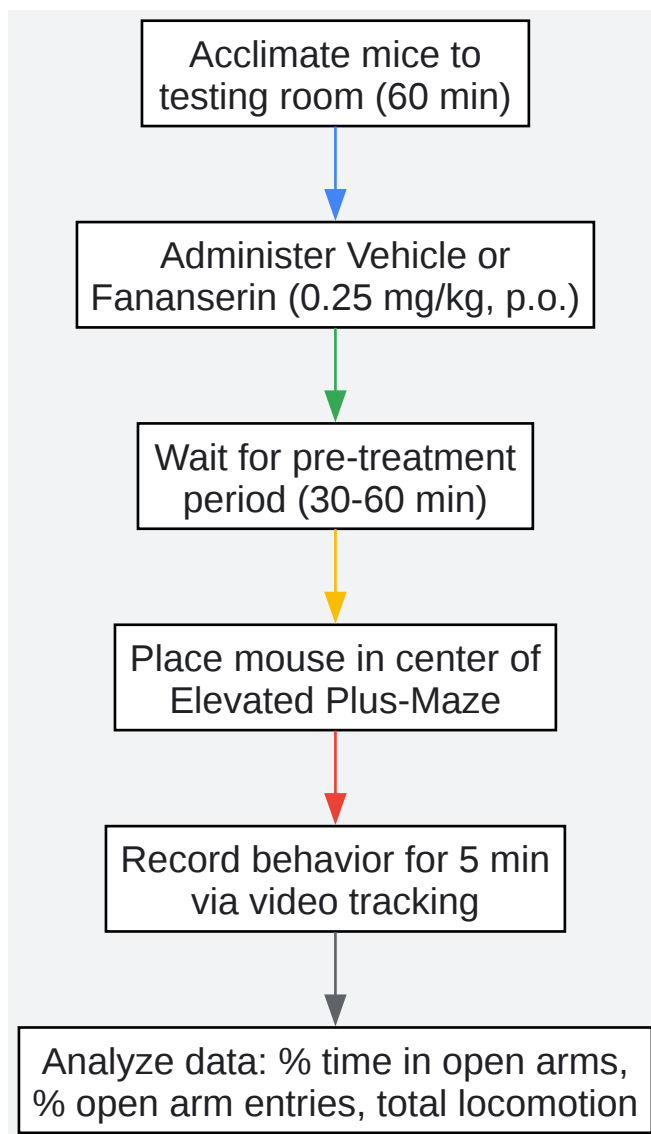 Acclimate mice to
testing room (60 min)
Administer Vehicle or
Fananserin (0.25 mg/kg, p.o.)
Wait for pre-treatment
period (30-60 min)
Place mouse in center of
Elevated Plus-Maze
Record behavior for 5 min
via video tracking
Analyze data: % time in open arms,
% open arm entries, total locomotion